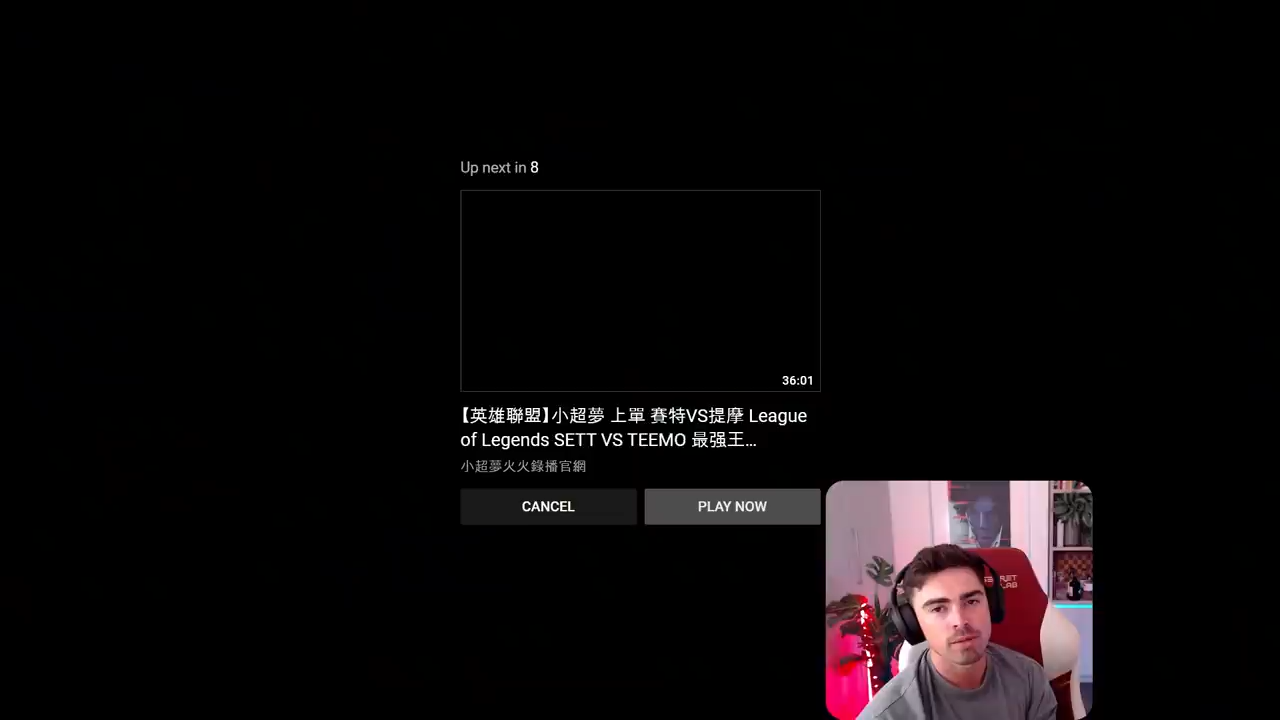 Up next in 8
36:01
【英雄聯盟】小超夢 上單 賽特VS提摩 League
of Legends SETT VS TEEMO 最强王...
小超夢火火錄播官網
CANCEL
PLAY NOW